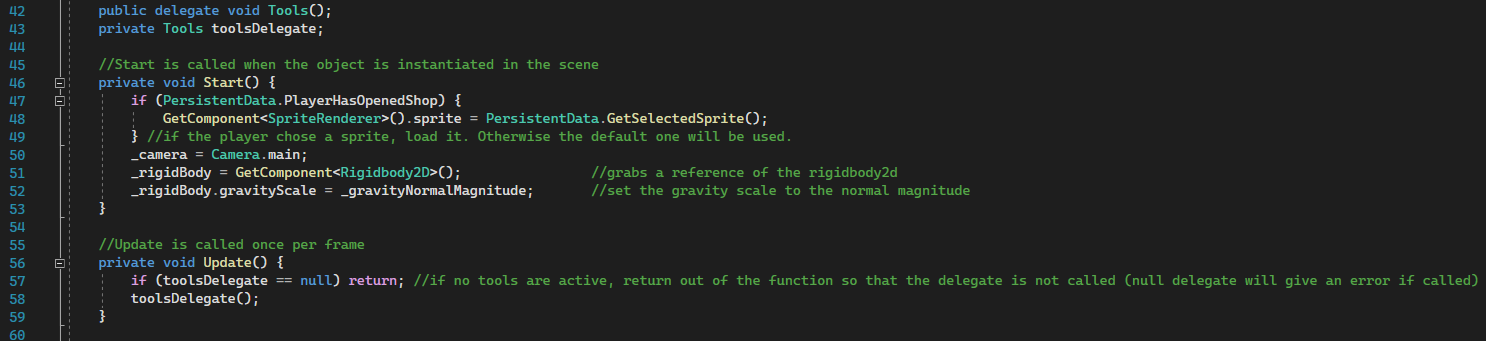 42 public delegate void Tools();
43 private Tools toolsDelegate;
44
45 //Start is called when the object is instantiated in the scene
46 private void Start() {
47 if (PersistentData.PlayerHasOpenedShop) {
48 GetComponent<SpriteRenderer>().sprite = PersistentData.GetSelectedSprite();
49 } //if the player chose a sprite, load it. Otherwise the default one will be used.
50 _camera = Camera.main;
51 _rigidBody = GetComponent<Rigidbody2D>(); //grabs a reference of the rigidbody2d
52 _rigidBody.gravityScale = _gravityNormalMagnitude; //set the gravity scale to the normal magnitude
53 }
54
55 //Update is called once per frame
56 private void Update() {
57 if (toolsDelegate == null) return; //if no tools are active, return out of the function so that the delegate is not called (null delegate will give an error if called)
58 toolsDelegate();
59 }
60